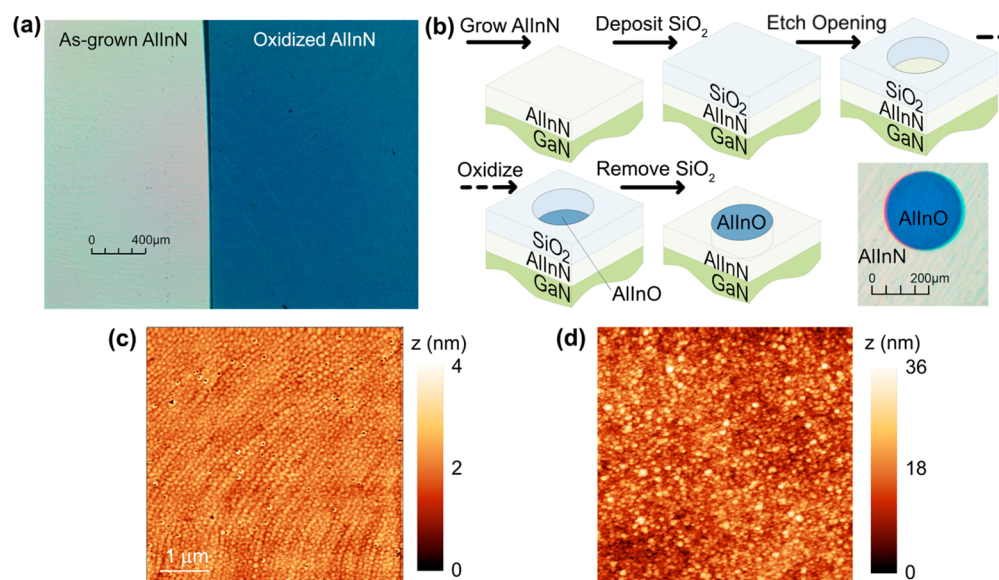 (a)
As-grown AlInN
Oxidized AlInN
0 400μm
(b)
Grow AlInN
Deposit SiO₂
Etch Opening
AlInN
GaN
SiO₂
AlInN
GaN
SiO₂
AlInN
GaN
Oxidize
Remove SiO₂
SiO₂
AlInN
GaN
AlInO
AlInO
AlInN
GaN
AlInO
AlInN
0 200μm
(c)
z (nm)
4
2
0
1 μm
(d)
z (nm)
36
18
0